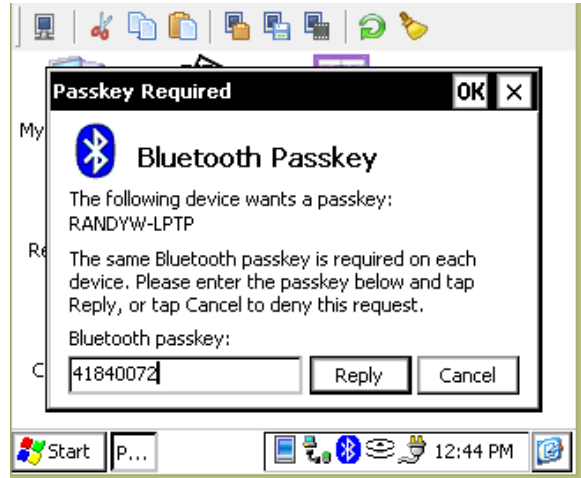 Passkey Required
OK
My
Bluetooth Passkey
The following device wants a passkey:
RANDYW-LPTP
Re
The same Bluetooth passkey is required on each
device. Please enter the passkey below and tap
Reply, or tap Cancel to deny this request.
Bluetooth passkey:
C
41840072
Reply
Cancel
Start
P...
12:44 PM